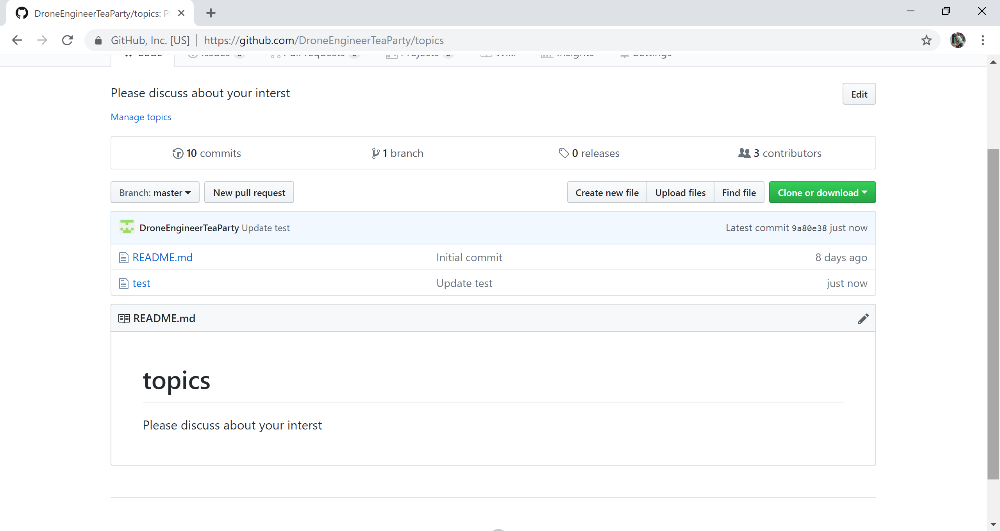 DroneEngineerTeaParty/topics: Pl
GitHub, Inc. [US] https://github.com/DroneEngineerTeaParty/topics
Code Issues 0 Pull requests 0 Projects 0 Wiki Insights Settings
Please discuss about your interst
Edit
Manage topics
10 commits 1 branch 0 releases 3 contributors
Branch: master New pull request Create new file Upload files Find file Clone or download
DroneEngineerTeaParty Update test Latest commit 9a80e38 just now
README.md Initial commit 8 days ago
test Update test just now
README.md
topics
Please discuss about your interst